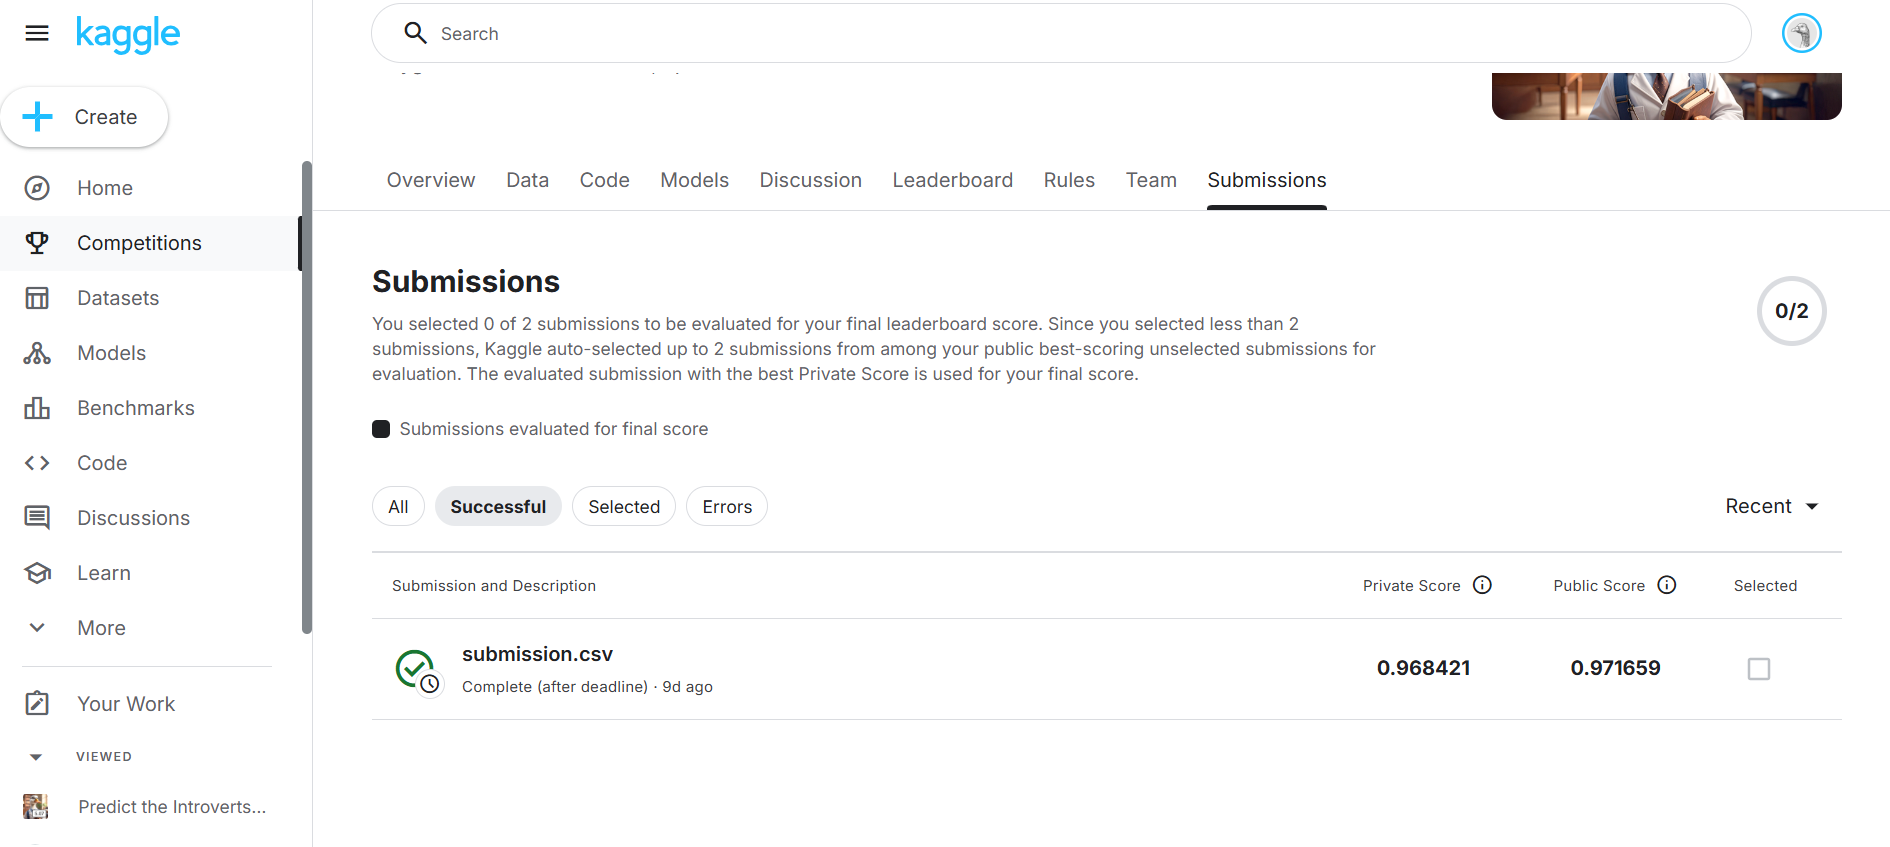 kaggle
Search
Create
Home
Competitions
Datasets
Models
Benchmarks
Code
Discussions
Learn
More
Your Work
VIEWED
Predict the Introverts...
Overview
Data
Code
Models
Discussion
Leaderboard
Rules
Team
Submissions
Submissions
You selected 0 of 2 submissions to be evaluated for your final leaderboard score. Since you selected less than 2
submissions, Kaggle auto-selected up to 2 submissions from among your public best-scoring unselected submissions for
evaluation. The evaluated submission with the best Private Score is used for your final score.
0/2
Submissions evaluated for final score
All
Successful
Selected
Errors
Recent
Submission and Description
Private Score
Public Score
Selected
submission.csv
Complete (after deadline) · 9d ago
0.968421
0.971659